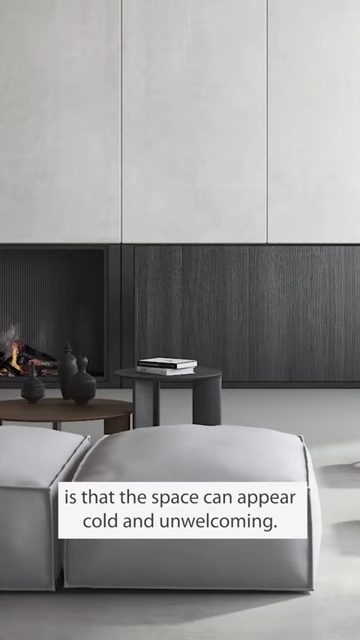 is that the space can appear
cold and unwelcoming.